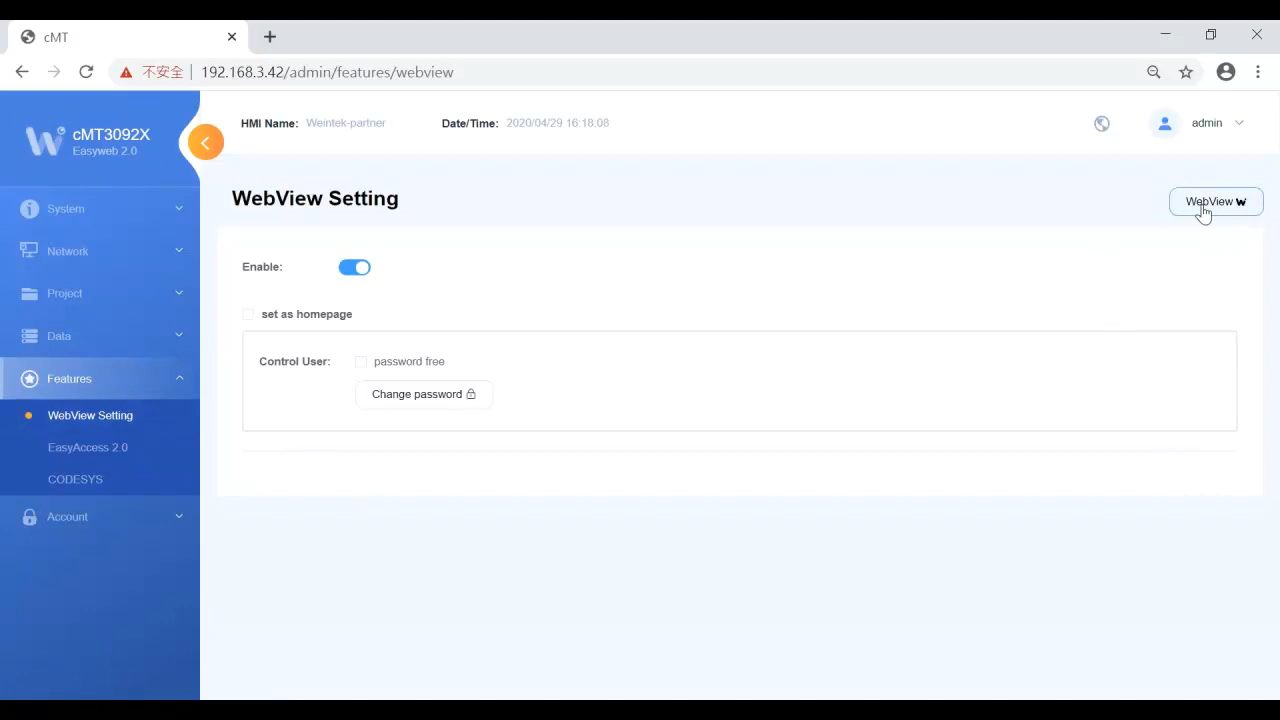 cMT
不安全 192.168.3.42/admin/features/webview
cMT3092X
Easyweb 2.0
HMI Name: Weintek-partner Date/Time: 2020/04/29 16:18:08 admin
System
Network
Project
Data
Features
WebView Setting
EasyAccess 2.0
CODESYS
Account
WebView Setting
WebView
Enable:
set as homepage
Control User: password free
Change password